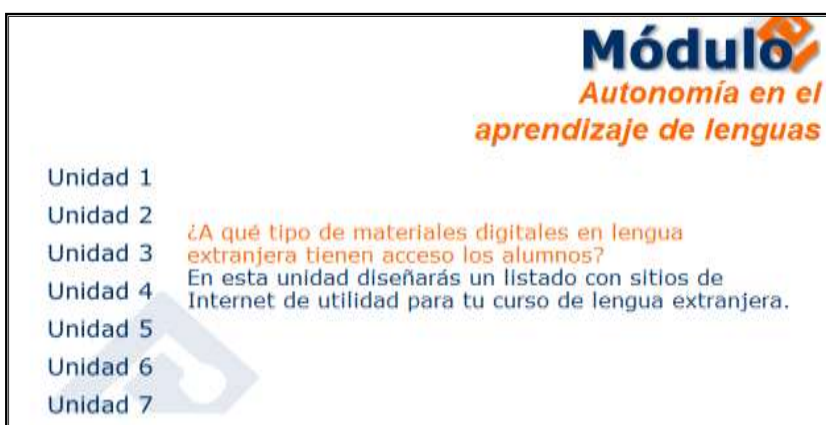 Módulo
Autonomía en el
aprendizaje de lenguas
Unidad 1
Unidad 2
Unidad 3
Unidad 4
Unidad 5
Unidad 6
Unidad 7
¿A qué tipo de materiales digitales en lengua
extranjera tienen acceso los alumnos?
En esta unidad diseñarás un listado con sitios de
Internet de utilidad para tu curso de lengua extranjera.